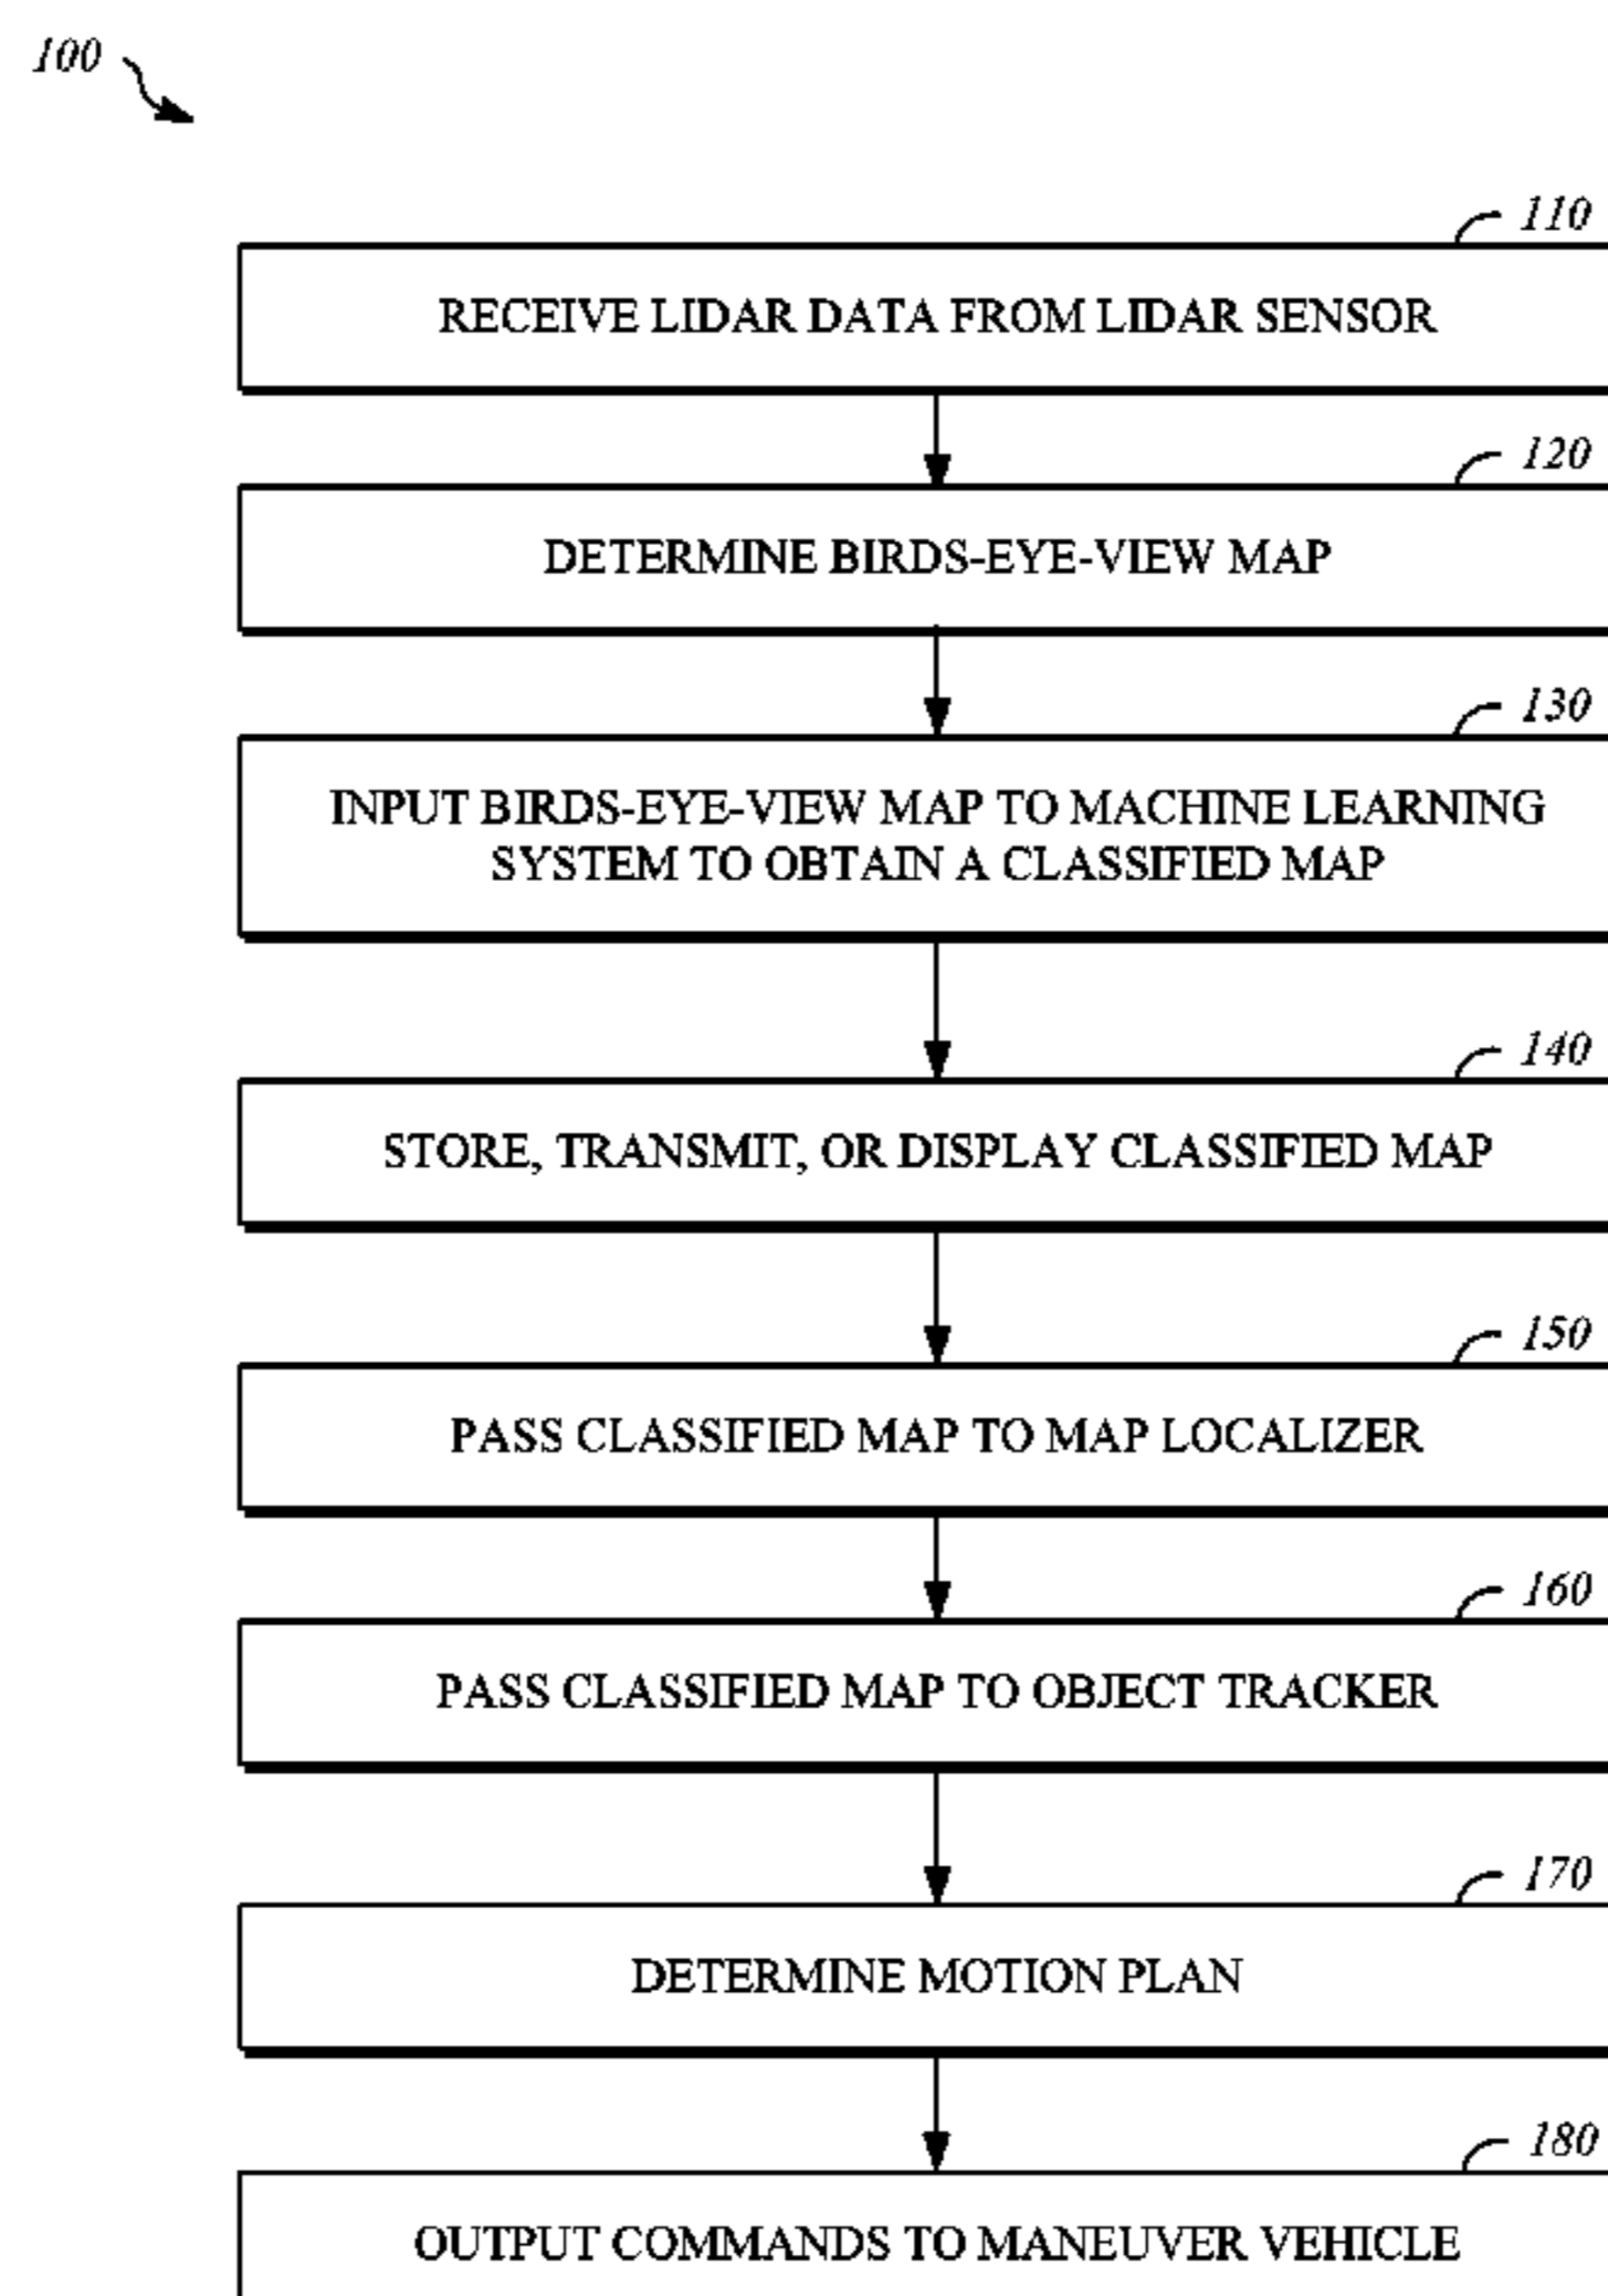 100
110
RECEIVE LIDAR DATA FROM LIDAR SENSOR
120
DETERMINE BIRDS-EYE-VIEW MAP
130
INPUT BIRDS-EYE-VIEW MAP TO MACHINE LEARNING
SYSTEM TO OBTAIN A CLASSIFIED MAP
140
STORE, TRANSMIT, OR DISPLAY CLASSIFIED MAP
150
PASS CLASSIFIED MAP TO MAP LOCALIZER
160
PASS CLASSIFIED MAP TO OBJECT TRACKER
170
DETERMINE MOTION PLAN
180
OUTPUT COMMANDS TO MANEUVER VEHICLE